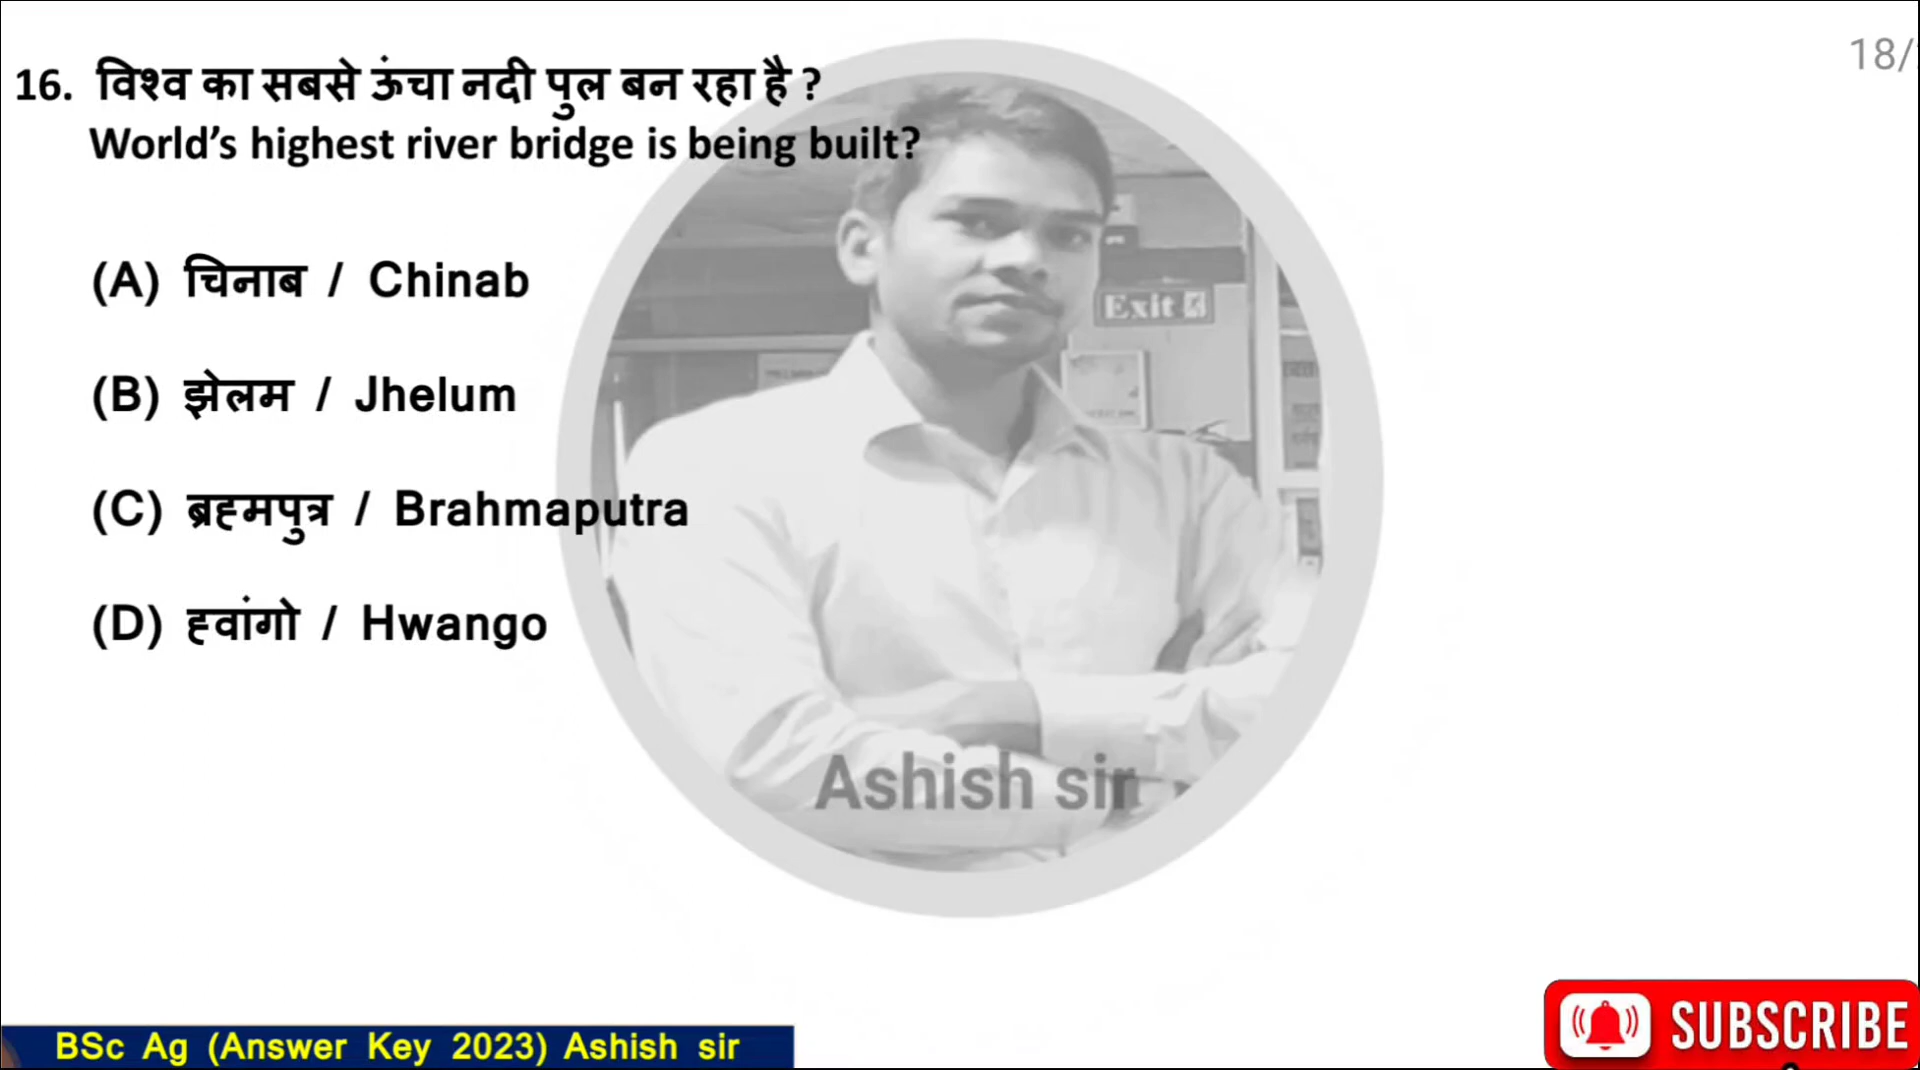 18/
16. विश्व का सबसे ऊंचा नदी पुल बन रहा है ?
World's highest river bridge is being built?
(A) चिनाब / Chinab
(B) झेलम / Jhelum
(C) ब्रह्मपुत्र / Brahmaputra
(D) ह्वांगो / Hwango
Exit
Ashish sir
BSc Ag (Answer Key 2023) Ashish sir
SUBSCRIBE